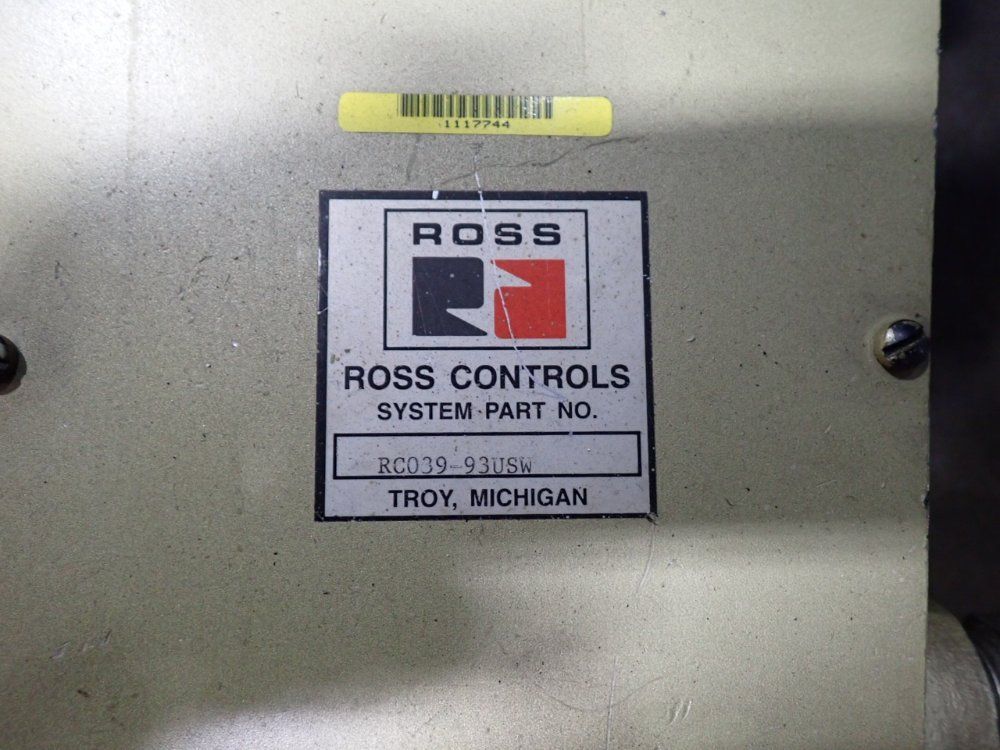 1117744
ROSS
ROSS CONTROLS
SYSTEM PART NO.
RC039-93USW
TROY, MICHIGAN